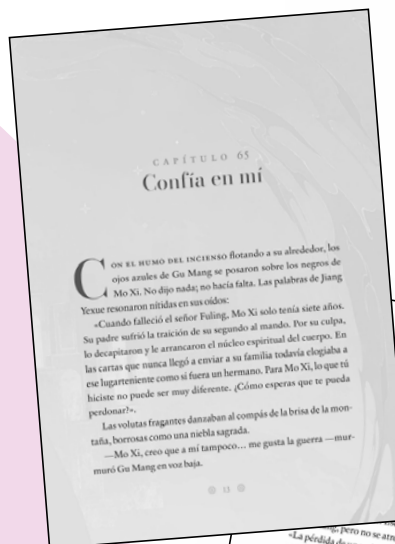 CAPÍTULO 65
Confía en mí
CON EL HUMO DEL INCIENSO flotando a su alrededor, los
ojos azules de Gu Mang se posaron sobre los negros de
Mo Xi. No dijo nada; no hacía falta. Las palabras de Jiang
Yexue resonaron nítidas en sus oídos:
«Cuando falleció el señor Fuling, Mo Xi solo tenía siete años.
Su padre sufrió la traición de su segundo al mando. Por su culpa,
lo decapitaron y le arrancaron el núcleo espiritual del cuerpo. En
las cartas que nunca llegó a enviar a su familia todavía elogiaba a
ese lugarteniente como si fuera un hermano. Para Mo Xi, lo que tú
hiciste no puede ser muy diferente. ¿Cómo esperas que te pueda
perdonar?».
Las volutas fragantes danzaban al compás de la brisa de la mon-
taña, borrosas como una niebla sagrada.
—Mo Xi, creo que a mí tampoco… me gusta la guerra —mur-
muró Gu Mang en voz baja.
13
pero no se
«La pérdida